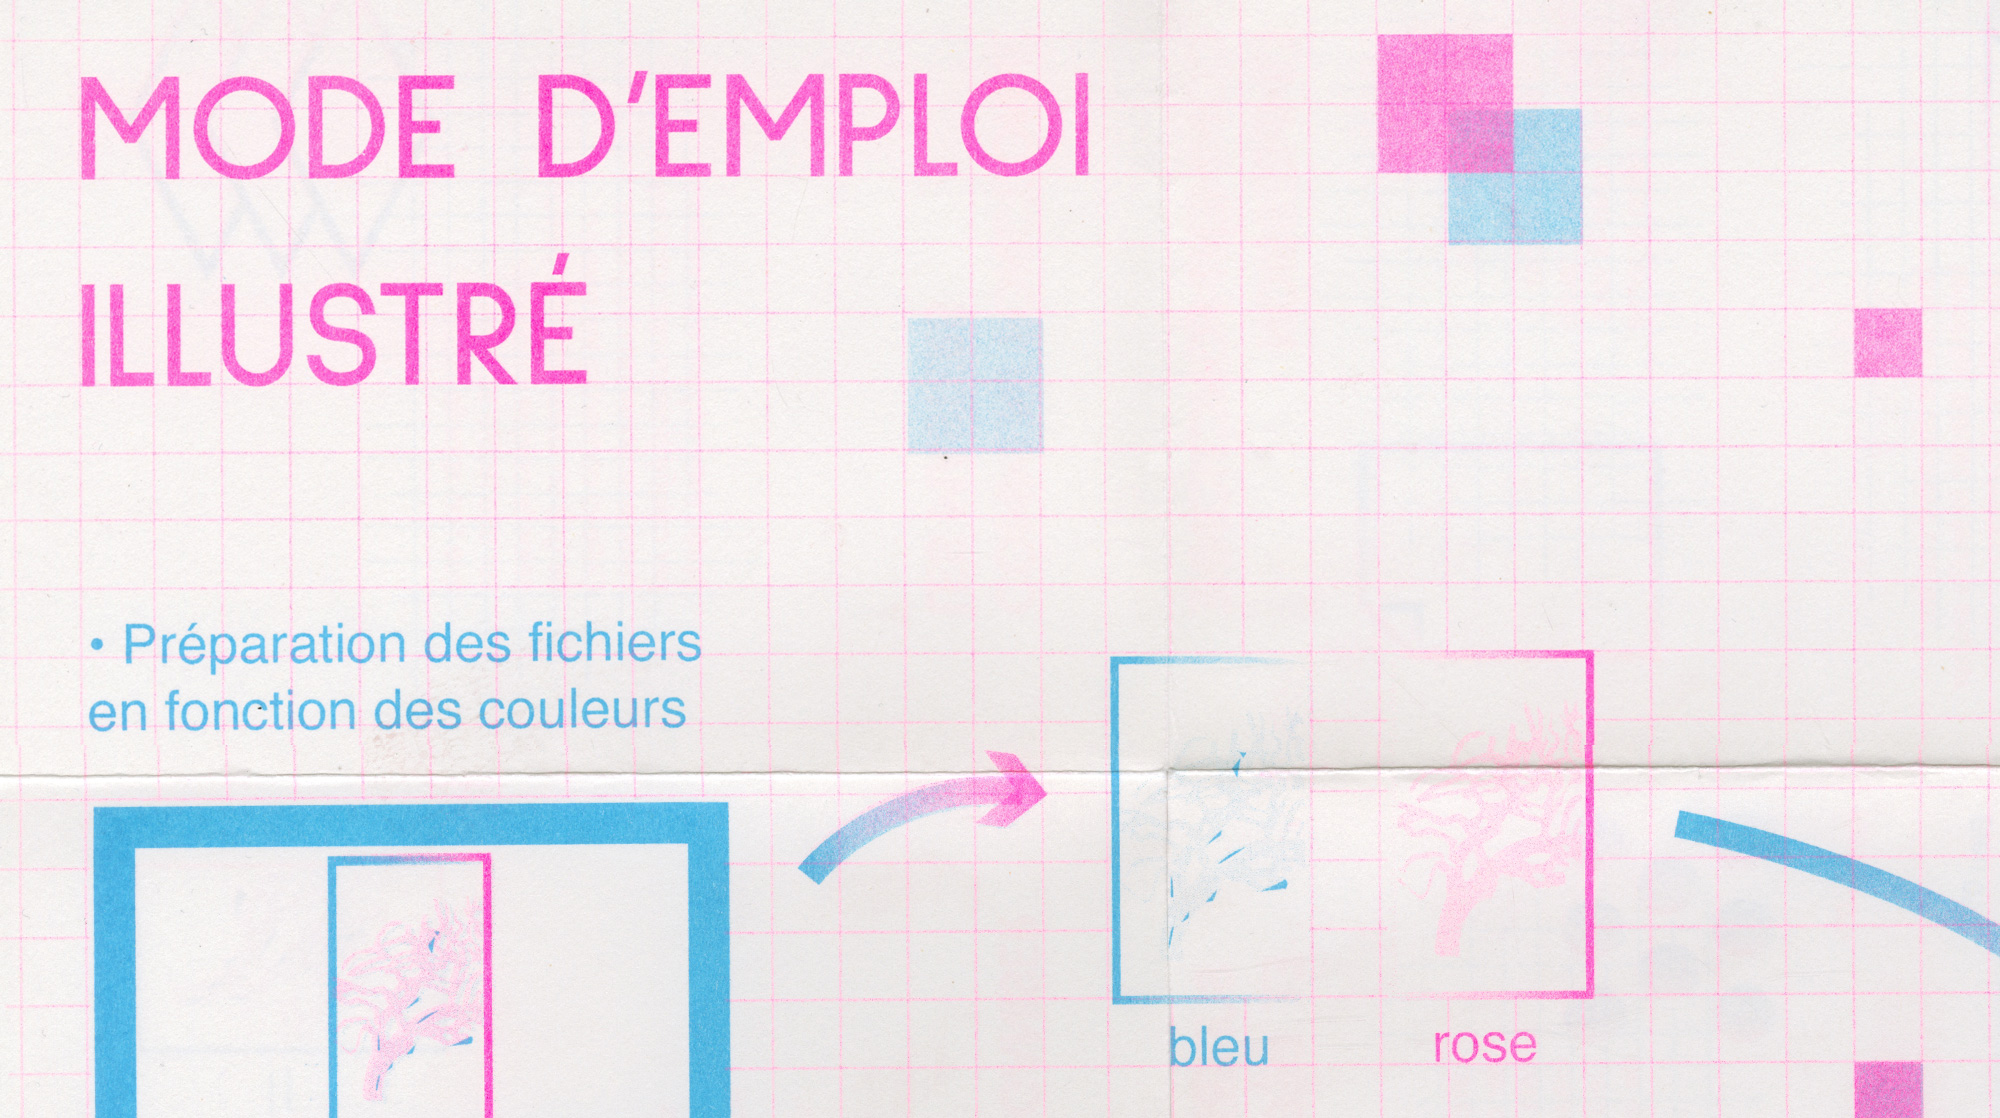 MODE D'EMPLOI
ILLUSTRÉ
• Préparation des fichiers
en fonction des couleurs
bleu
rose